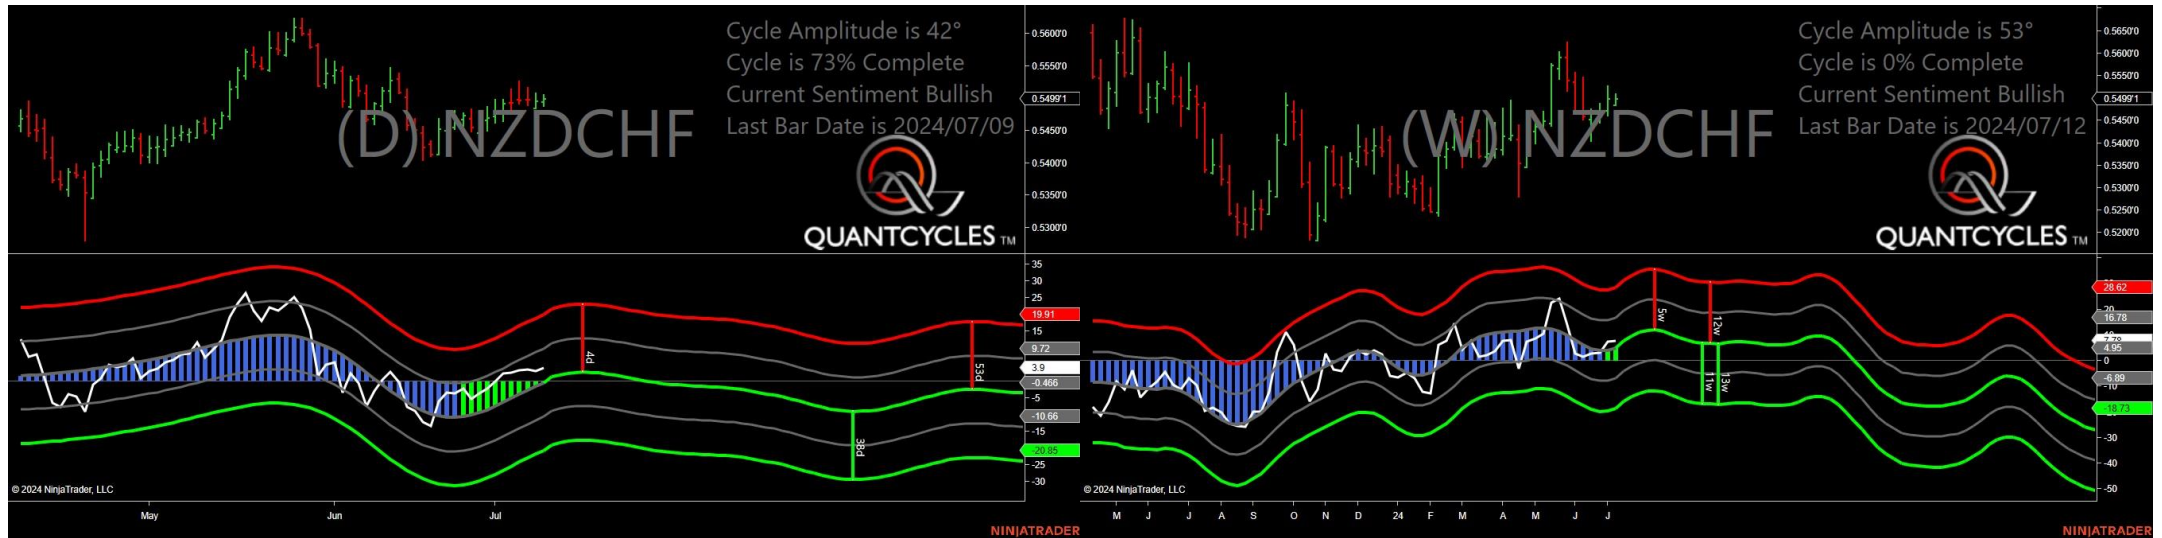 Cycle Amplitude is 42°
Cycle is 73% Complete
Current Sentiment Bullish
Last Bar Date is 2024/07/09
(D) NZDCHF
QUANTCYCLES TM
0.5600'0
0.5550'0
0.5499'1
0.5450'0
0.5400'0
0.5350'0
0.5300'0
35
30
25
19.91
15
9.72
3.9
-0.466
-5
-10.66
-15
-20.85
-25
-30
4d
38d
53d
© 2024 NinjaTrader, LLC
May
Jun
Jul
NINJATRADER
Cycle Amplitude is 53°
Cycle is 0% Complete
Current Sentiment Bullish
Last Bar Date is 2024/07/12
(W) NZDCHF
QUANTCYCLES TM
0.5650'0
0.5600'0
0.5550'0
0.5499'1
0.5450'0
0.5400'0
0.5350'0
0.5300'0
0.5250'0
0.5200'0
28.62
20
16.78
7.78
4.95
0
-6.89
-10
-18.73
-30
-40
-50
5w
12w
11w
13w
© 2024 NinjaTrader, LLC
M J J A S O N D 24 F M A M J J
NINJATRADER